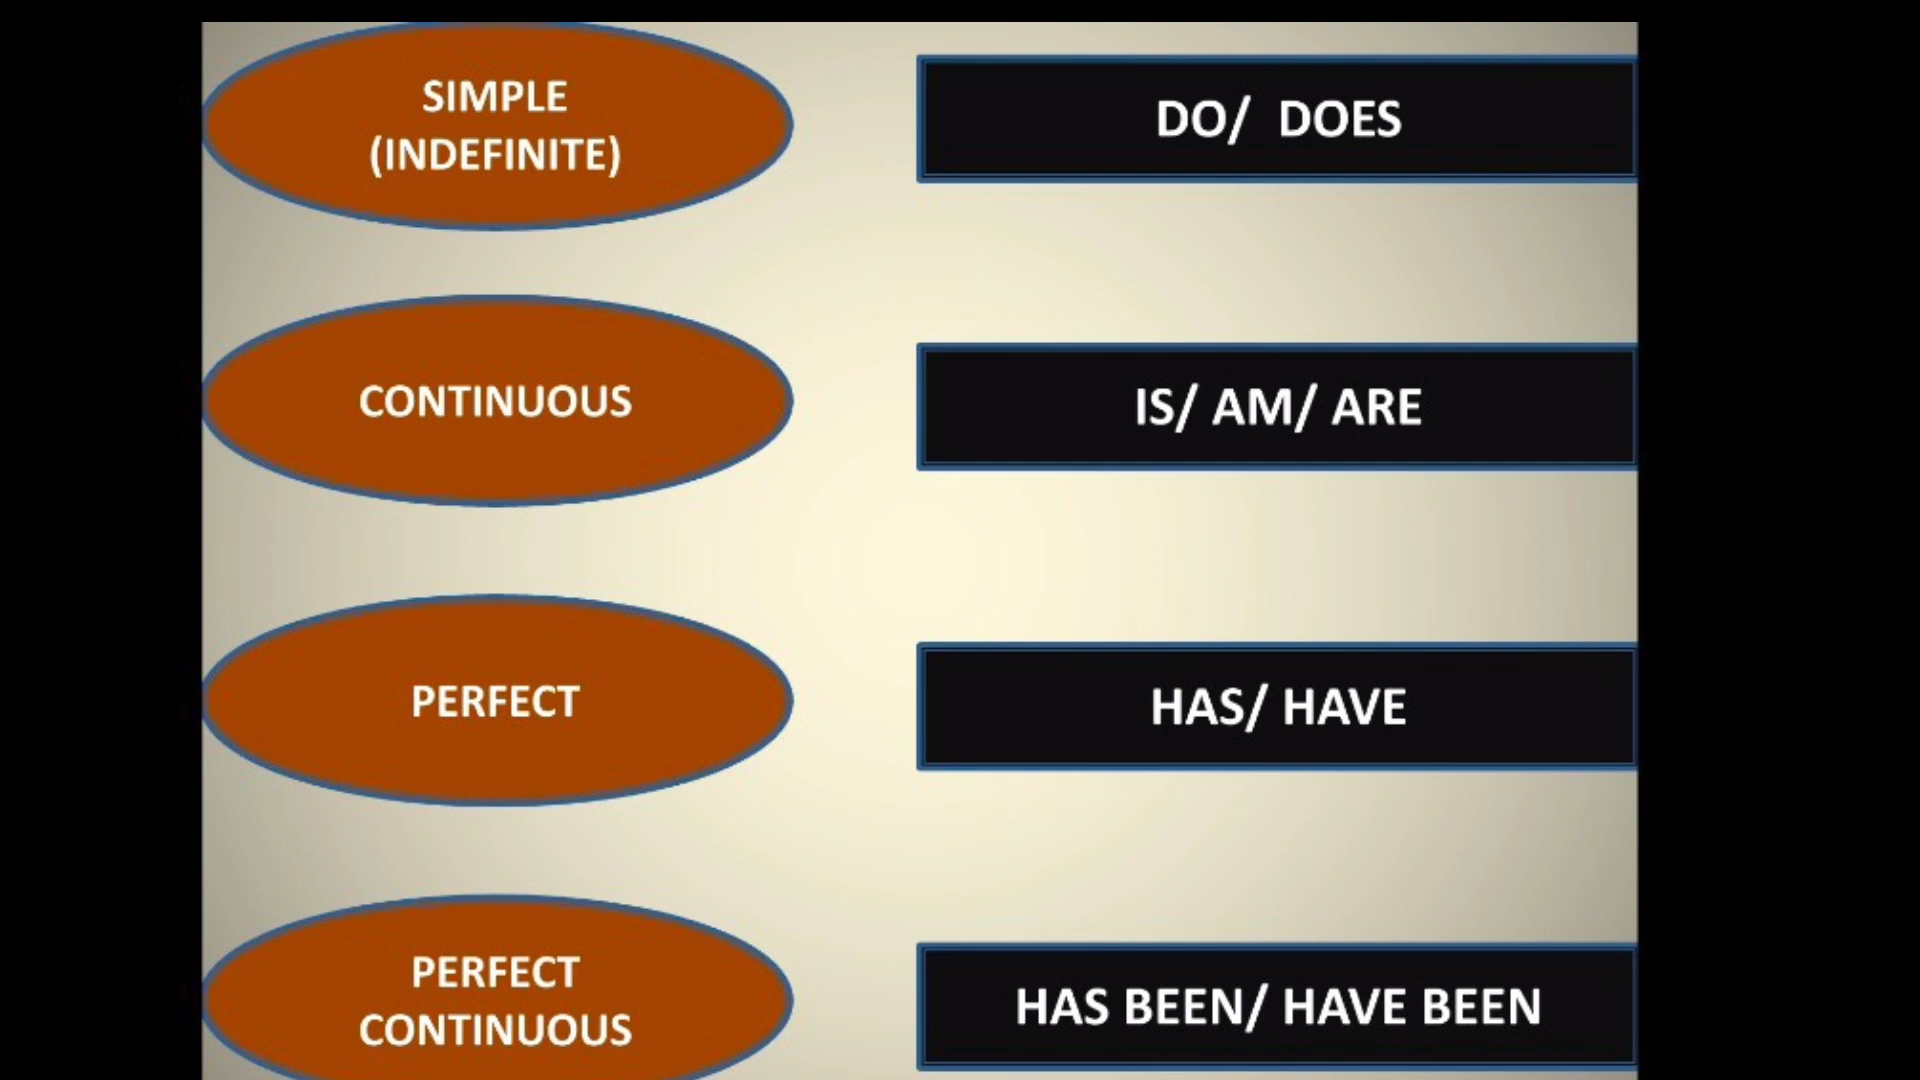 SIMPLE
(INDEFINITE)
DO/ DOES
CONTINUOUS
IS/ AM/ ARE
PERFECT
HAS/ HAVE
PERFECT
CONTINUOUS
HAS BEEN/ HAVE BEEN